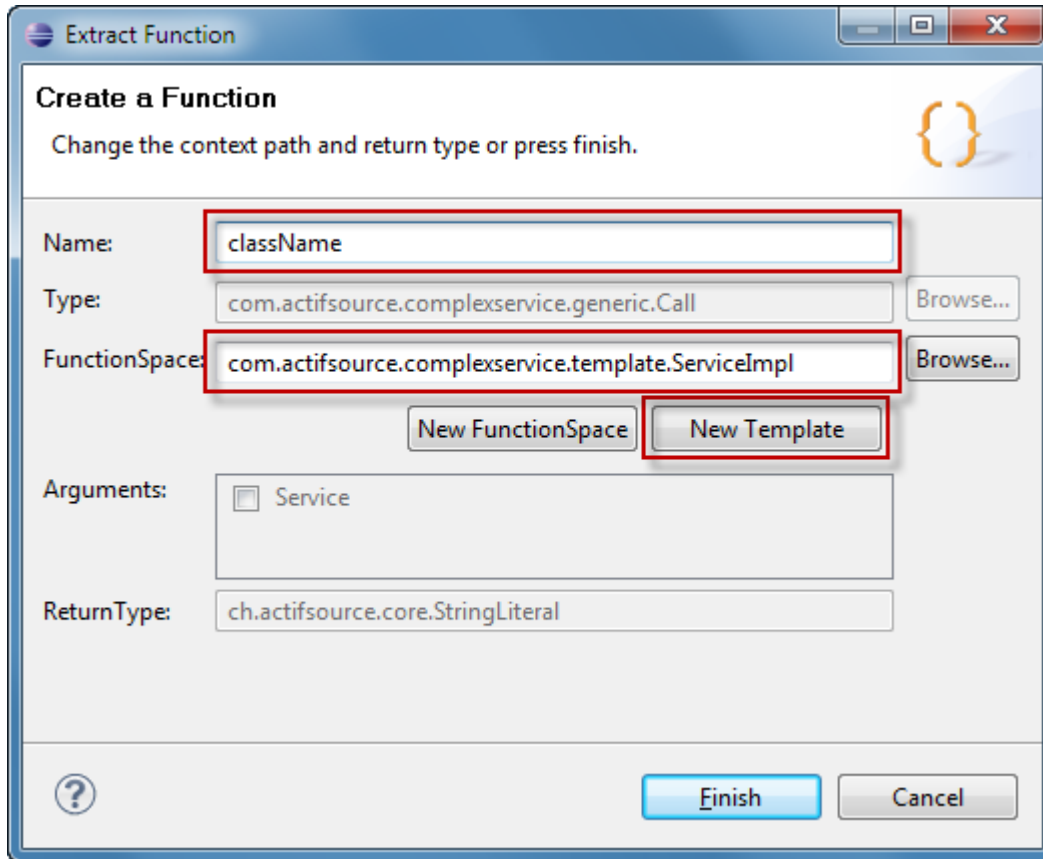 Extract Function
Create a Function
Change the context path and return type or press finish.
Name: className
Type: com.actifsource.complexservice.generic.Call Browse...
FunctionSpace: com.actifsource.complexservice.template.ServiceImpl Browse...
New FunctionSpace New Template
Arguments: Service
ReturnType: ch.actifsource.core.StringLiteral
? Finish Cancel